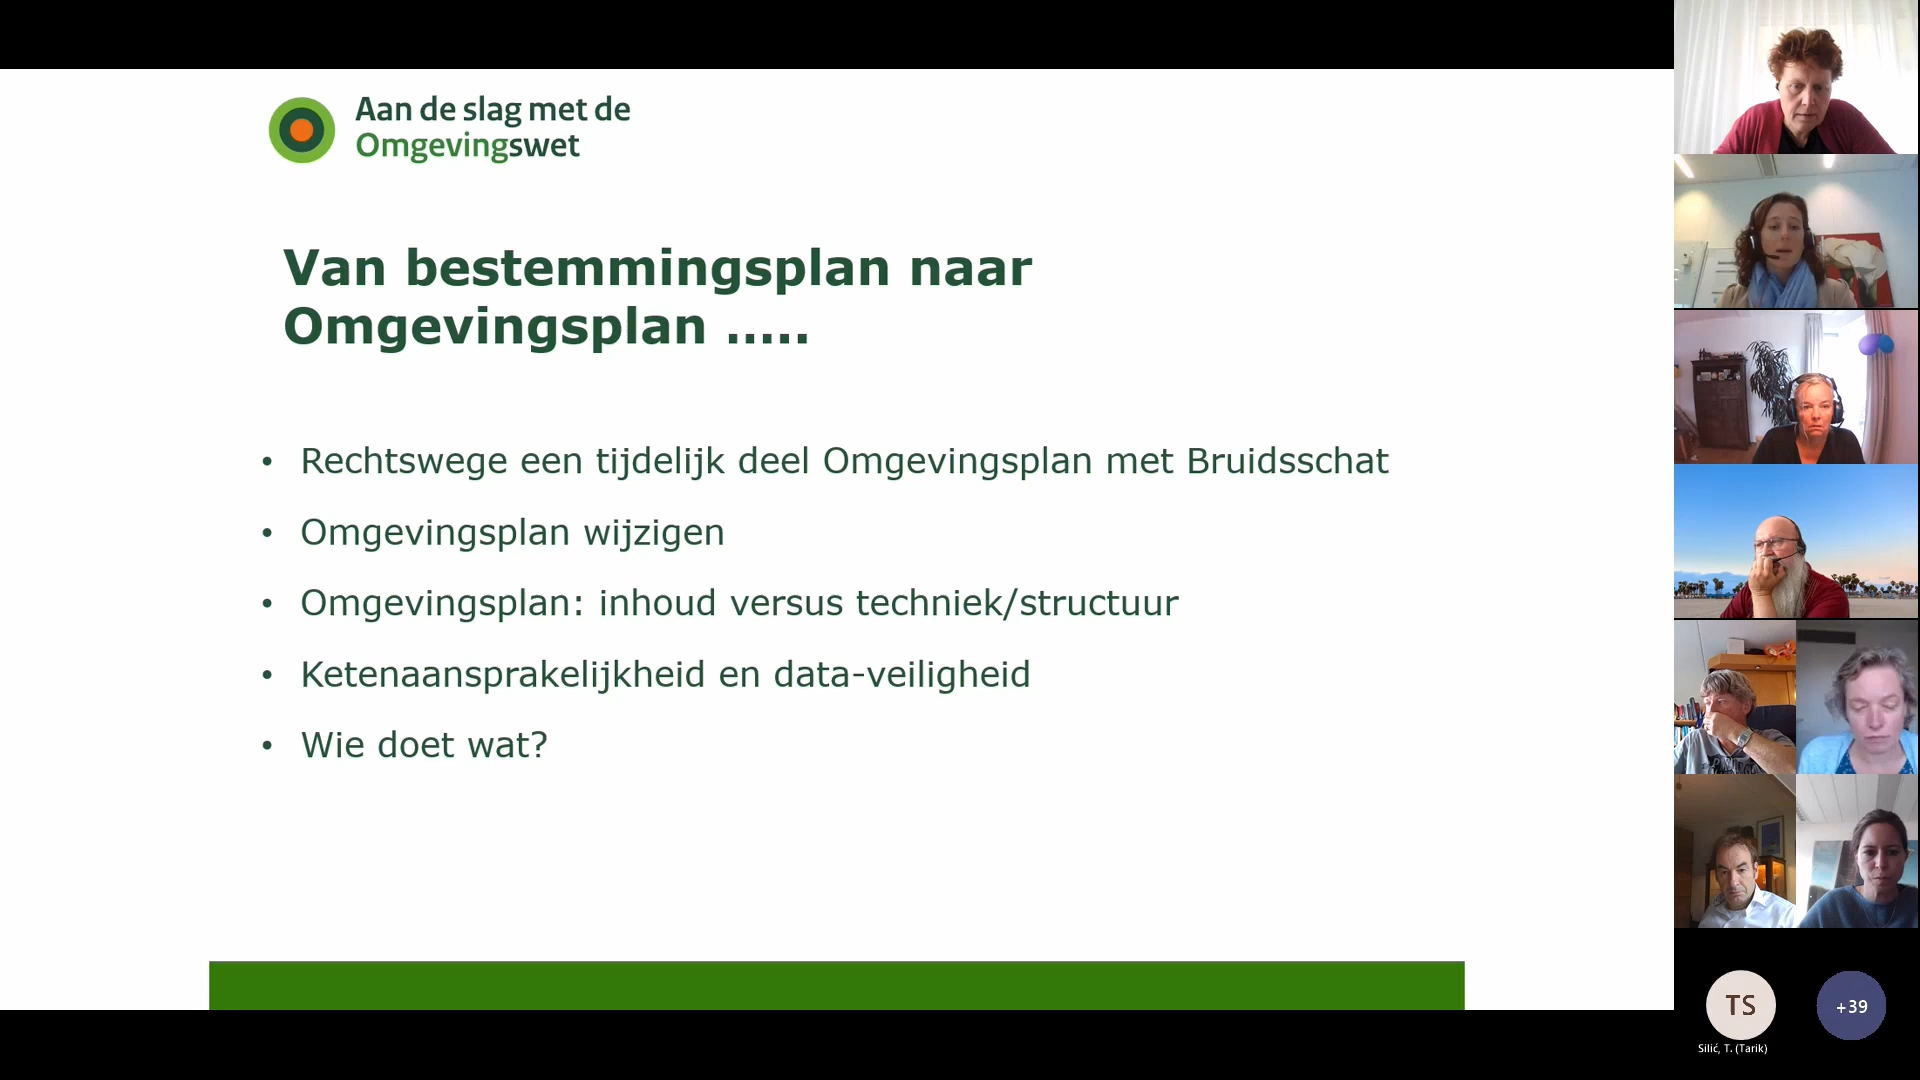 Aan de slag met de
Omgevingswet
Van bestemmingsplan naar
Omgevingsplan .....
• Rechtswege een tijdelijk deel Omgevingsplan met Bruidsschat
• Omgevingsplan wijzigen
• Omgevingsplan: inhoud versus techniek/structuur
• Ketenaansprakelijkheid en data-veiligheid
• Wie doet wat?
TS
+39
Silić, T. (Tarik)